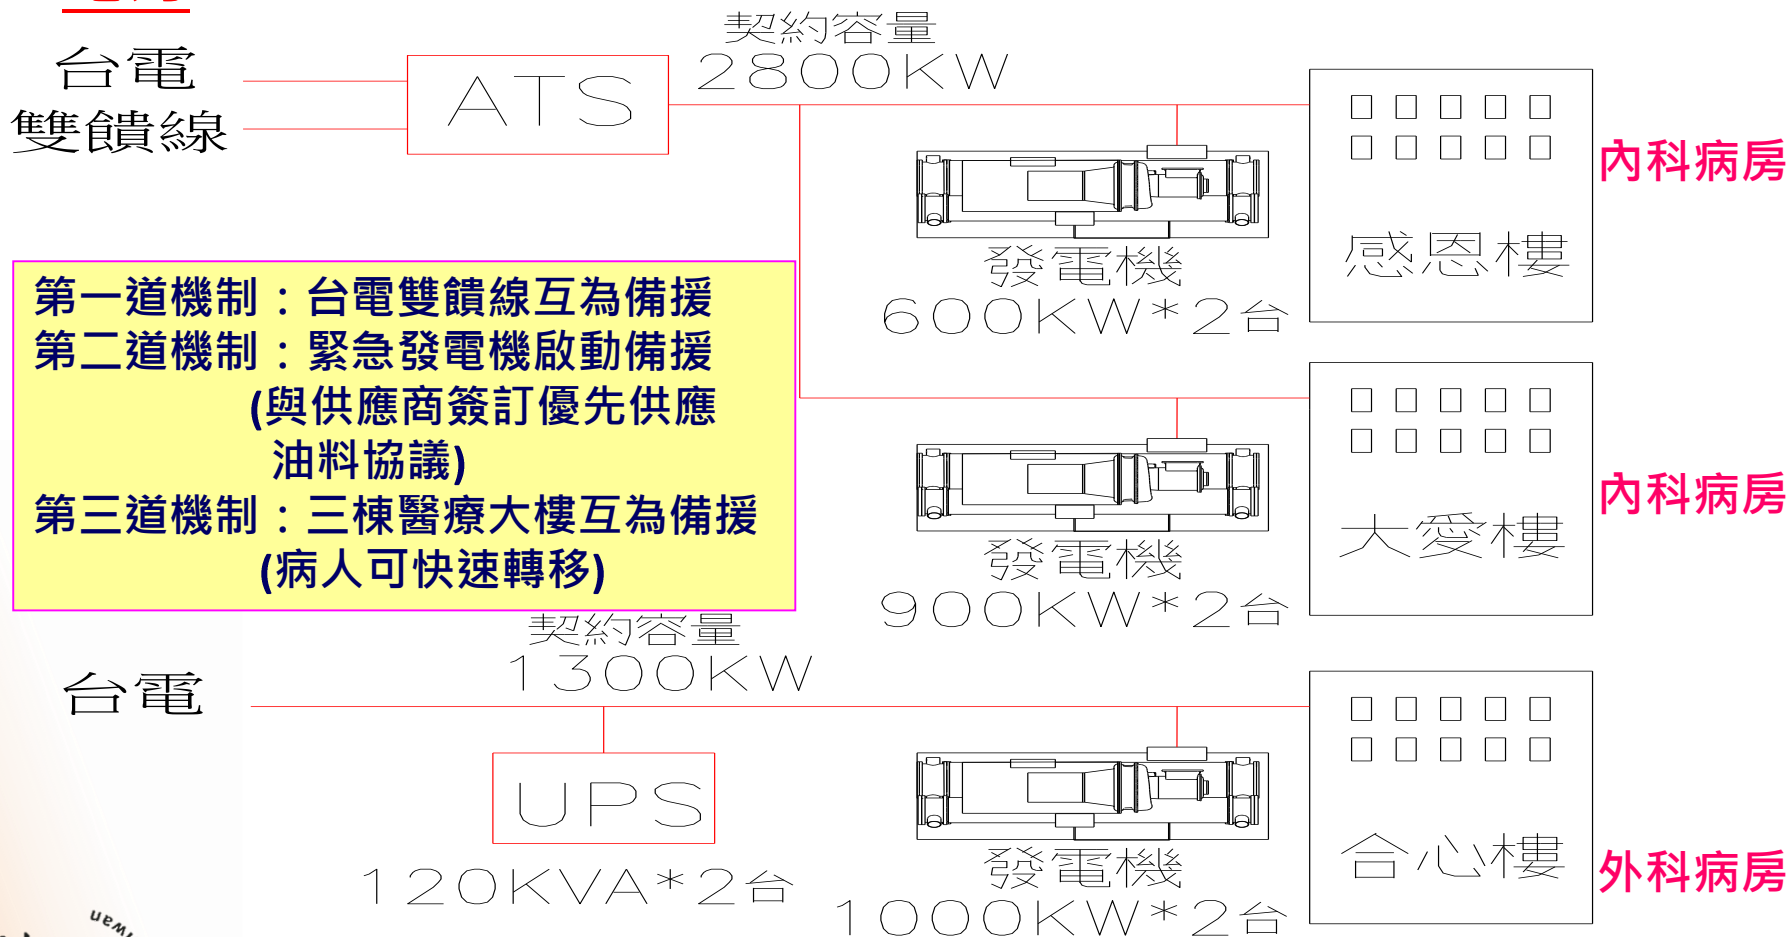 台電
雙饋線
ATS
契約容量
2800KW
發電機
600KW*2台
感恩樓
內科病房
第一道機制：台電雙饋線互為備援
第二道機制：緊急發電機啟動備援
(與供應商簽訂優先供應
油料協議)
第三道機制：三棟醫療大樓互為備援
(病人可快速轉移)
發電機
900KW*2台
大愛樓
內科病房
台電
契約容量
1300KW
UPS
120KVA*2台
發電機
1000KW*2台
合心樓
外科病房